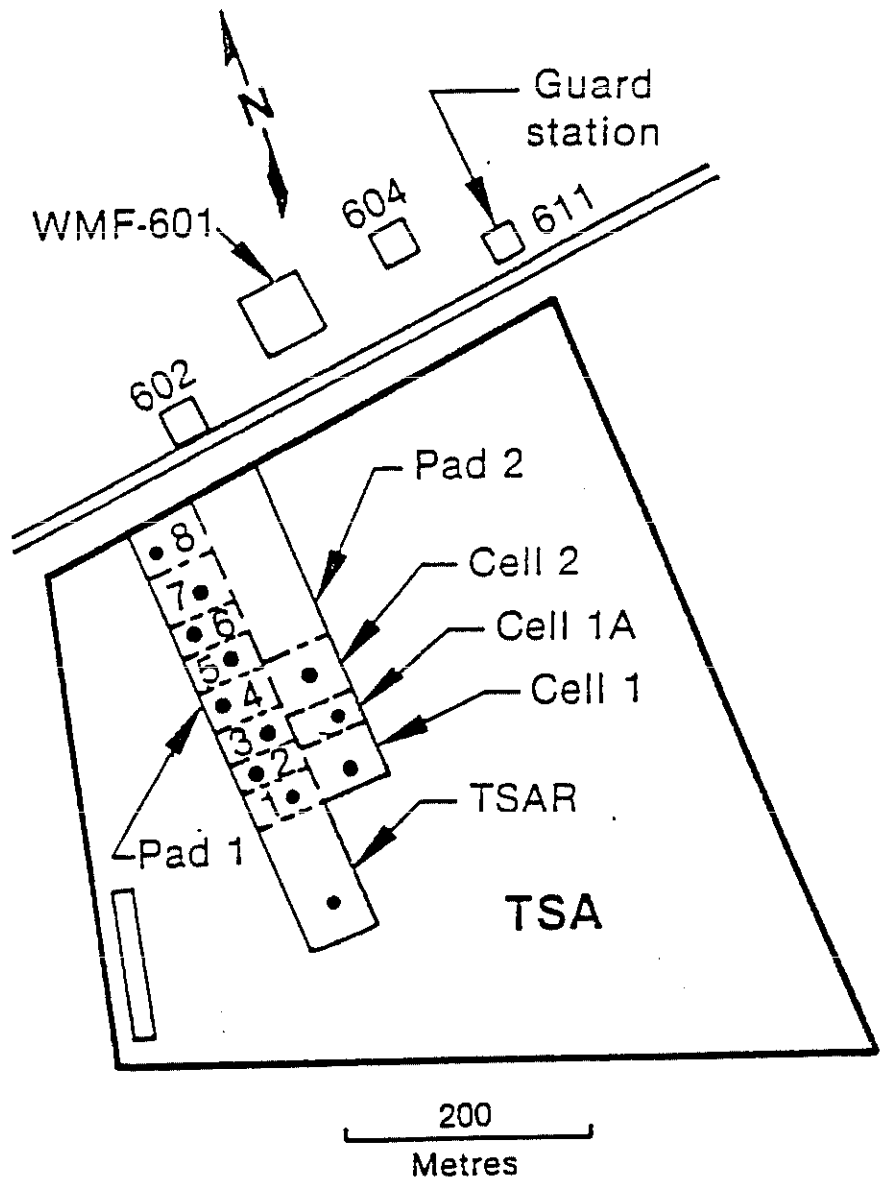 N
Guard
station
604
611
WMF-601
602
Pad 2
8
Cell 2
7
6
Cell 1A
5
4
Cell 1
3
2
TSAR
1
Pad 1
TSA
200
Metres